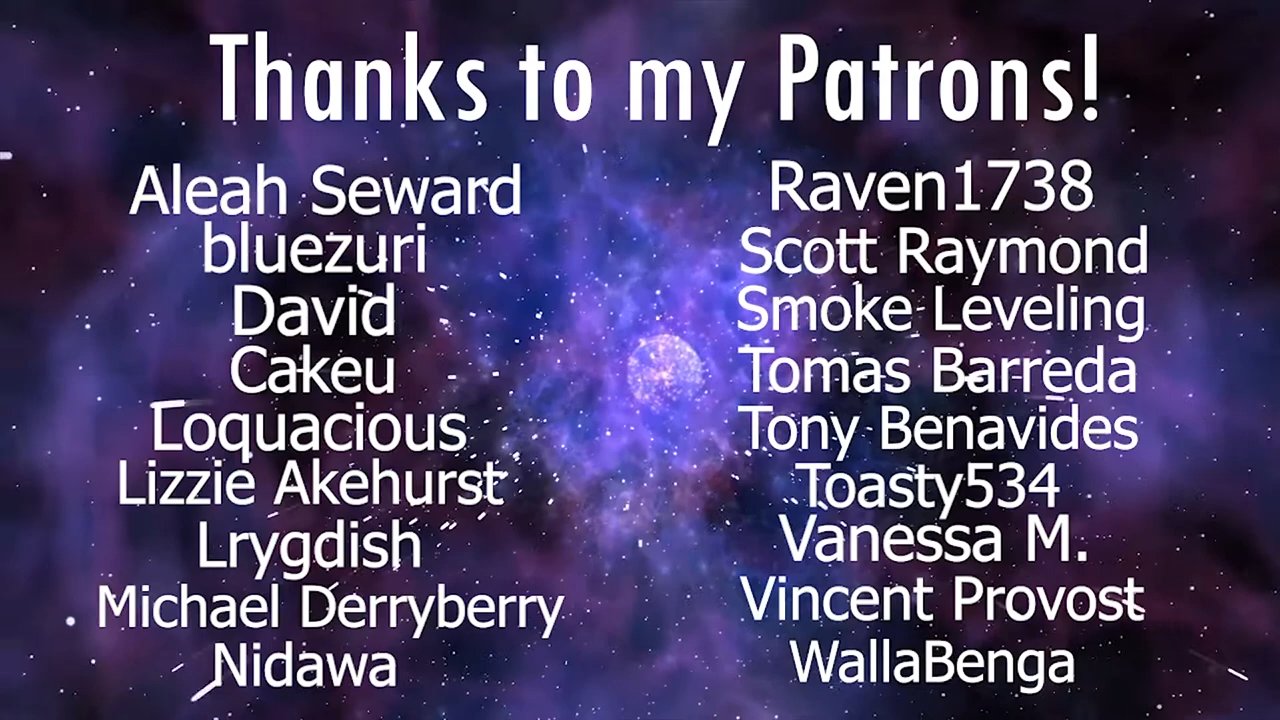 Thanks to my Patrons!
Aleah Seward
bluezuri
David
Cakeu
Loquacious
Lizzie Akehurst
Lrygdish
Michael Derryberry
Nidawa
Raven1738
Scott Raymond
Smoke Leveling
Tomas Barreda
Tony Benavides
Toasty534
Vanessa M.
Vincent Provost
WallaBenga